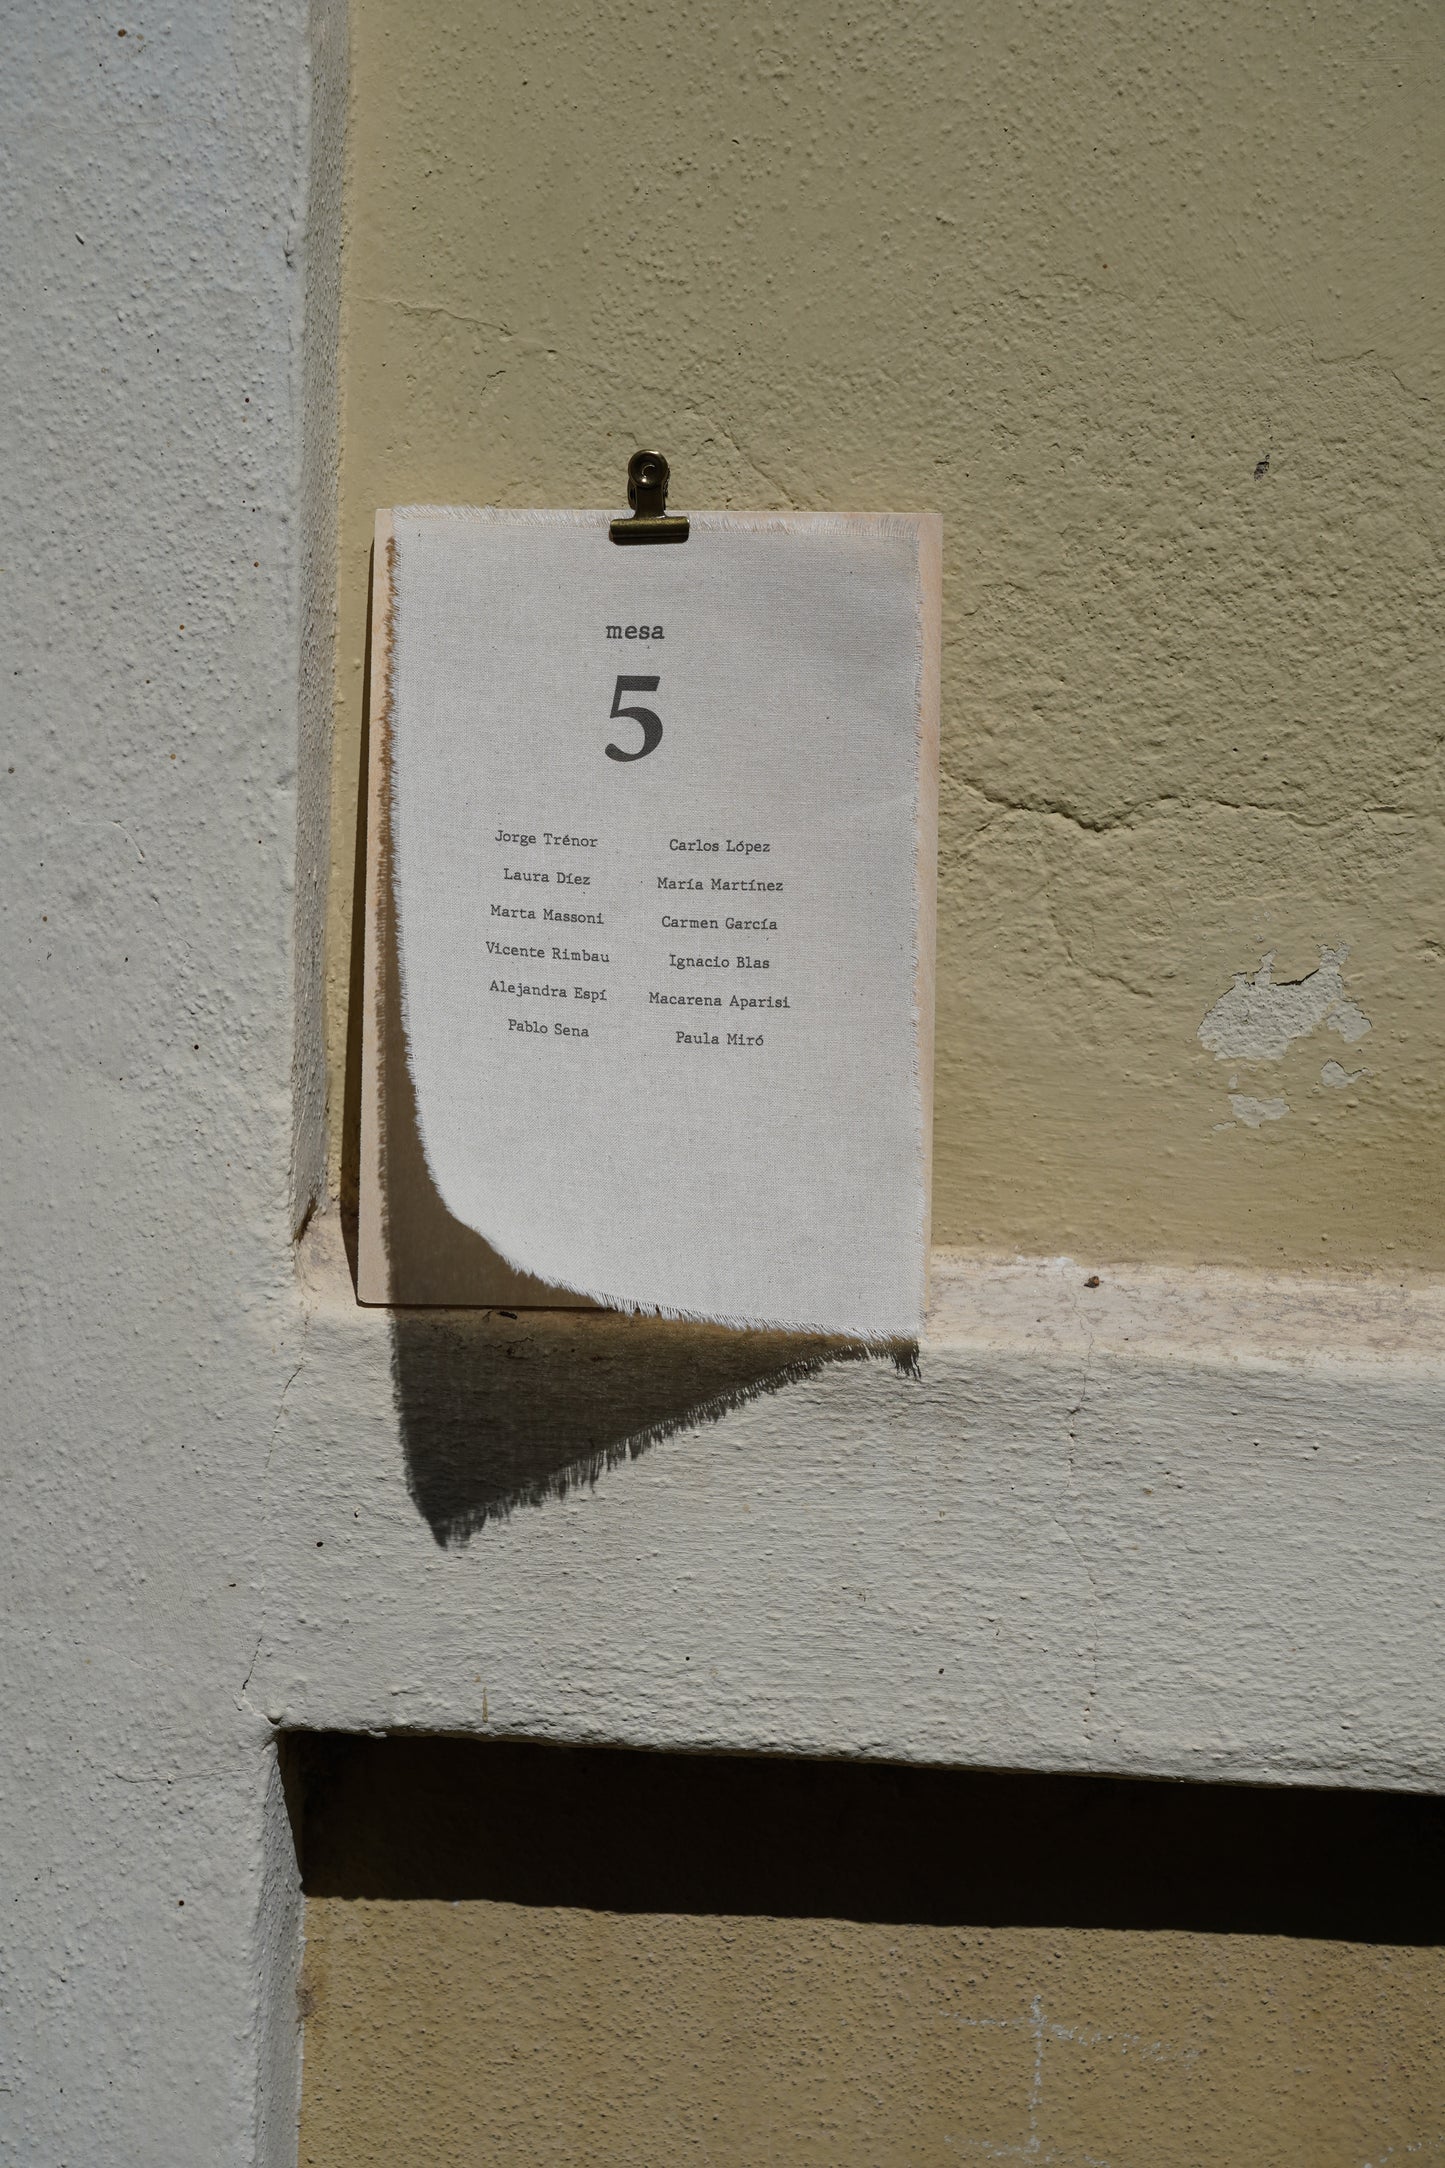 mesa
5
Jorge Trénor
Laura Díez
Marta Massoni
Vicente Rimbau
Alejandra Espí
Pablo Sena
Carlos López
María Martínez
Carmen García
Ignacio Blas
Macarena Aparisi
Paula Miró